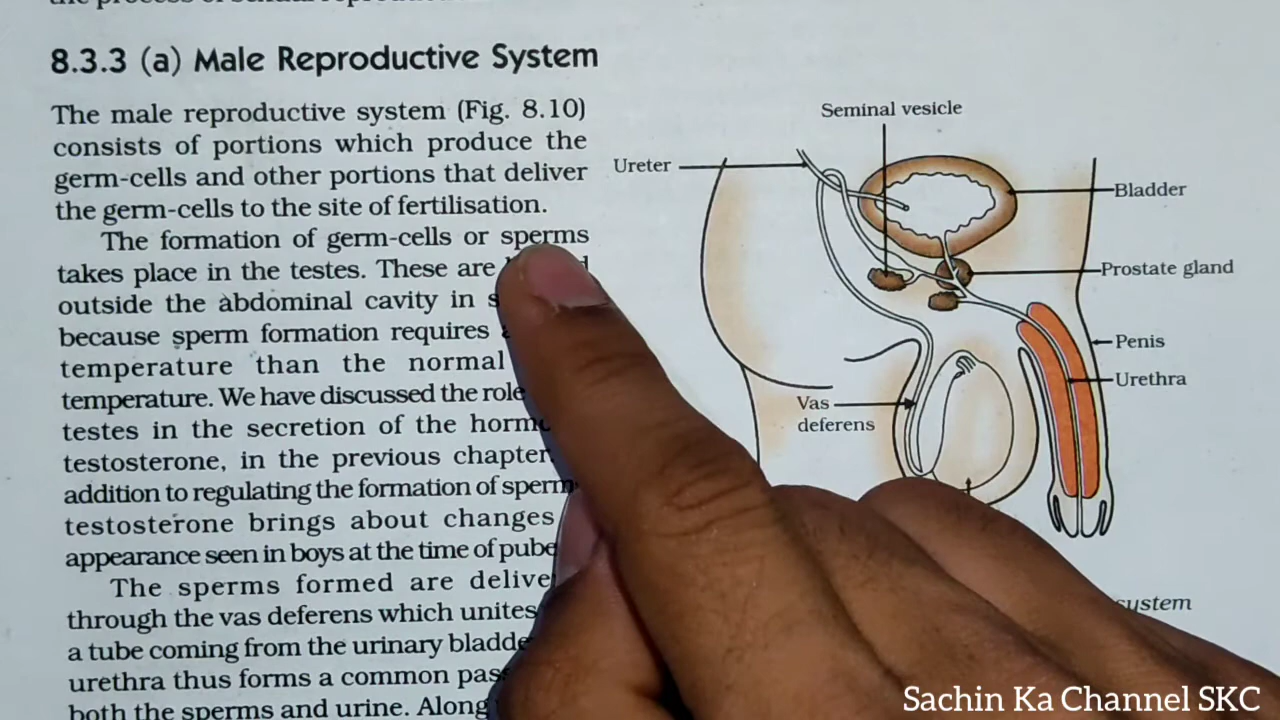 8.3.3 (a) Male Reproductive System
The male reproductive system (Fig. 8.10)
consists of portions which produce the
germ-cells and other portions that deliver
the germ-cells to the site of fertilisation.
The formation of germ-cells or sperms
takes place in the testes. These are
outside the abdominal cavity in
because sperm formation requires
temperature than the normal
temperature. We have discussed the role
testes in the secretion of the
testosterone, in the previous chapter.
addition to regulating the formation of
testosterone brings about changes
appearance seen in boys at the time of
The sperms formed are
through the vas deferens which unites
a tube coming from the urinary
urethra thus forms a common
both the sperms and urine. Along
Seminal vesicle
Ureter
Bladder
Prostate gland
Penis
Urethra
Vas
deferens
Sachin Ka Channel SKC